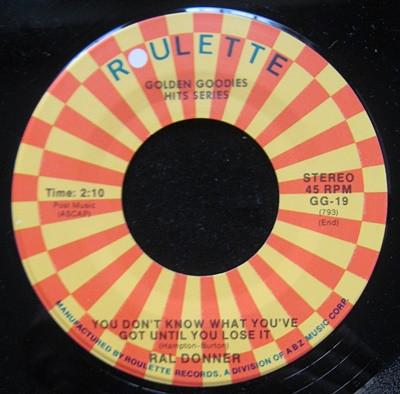 ROULETTE
GOLDEN GOODIES
HITS SERIES
Time: 2:10
Post Music
(ASCAP)
STEREO
45 RPM
GG-19
(793)
(End)
YOU DON'T KNOW WHAT YOU'VE
GOT UNTIL YOU LOSE IT
(Hampton-Burton)
RAL DONNER
MANUFACTURED BY ROULETTE RECORDS, A DIVISION OF ABZ MUSIC CORP.